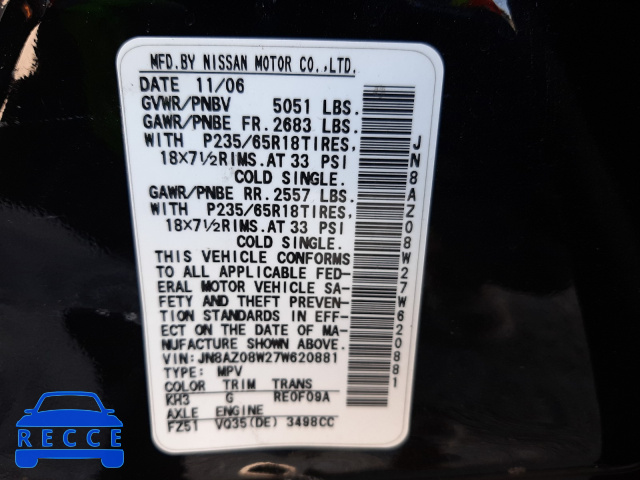 MFD.BY NISSAN MOTOR CO.,LTD.
DATE 11/06
GVWR/PNBV 5051 LBS.
GAWR/PNBE FR.2683 LBS.
WITH P235/65R18TIRES,
18X7½RIMS.AT 33 PSI
COLD SINGLE.
GAWR/PNBE RR.2557 LBS.
WITH P235/65R18TIRES,
18X7½RIMS.AT 33 PSI
COLD SINGLE.
THIS VEHICLE CONFORMS
TO ALL APPLICABLE FED-
ERAL MOTOR VEHICLE SA-
FETY AND THEFT PREVEN-
TION STANDARDS IN EFF-
ECT ON THE DATE OF MA-
NUFACTURE SHOWN ABOVE.
VIN: JN8AZ08W27W620881
TYPE: MPV
COLOR TRIM TRANS
KH3 G RE0F09A
AXLE ENGINE
FZ51 VQ35(DE) 3498CC
JN8AZ08W27W620881
RECCE